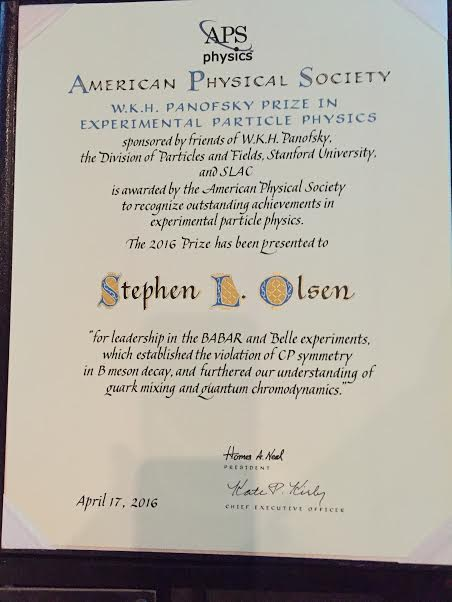 APS
physics
AMERICAN PHYSICAL SOCIETY
W.K.H. PANOFSKY PRIZE IN
EXPERIMENTAL PARTICLE PHYSICS
sponsored by friends of W.K.H. Panofsky,
the Division of Particles and Fields, Stanford University,
and SLAC
is awarded by the American Physical Society
to recognize outstanding achievements in
experimental particle physics.
The 2016 Prize has been presented to
Stephen L. Olsen
"for leadership in the BABAR and Belle experiments,
which established the violation of CP symmetry
in B meson decay, and furthered our understanding of
quark mixing and quantum chromodynamics."
Homer A. Neal
PRESIDENT
Kate P. Kirby
CHIEF EXECUTIVE OFFICER
April 17, 2016